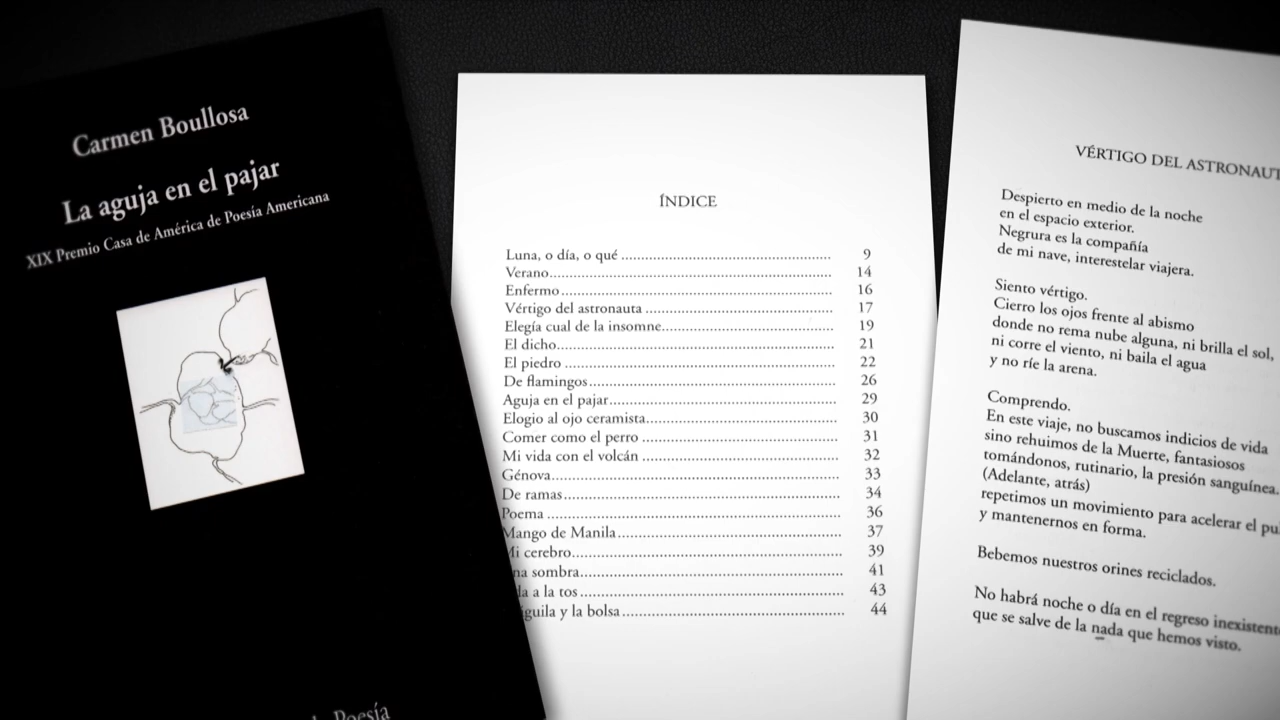 Carmen Boullosa
La aguja en el pajar
XIX Premio Casa de América de Poesía Americana
Poesía
ÍNDICE
Luna, o día, o qué 9
Verano 14
Enfermo 16
Vértigo del astronauta 17
Elegía cual de la insomne 19
El dicho 21
El piedro 22
De flamingos 26
Aguja en el pajar 29
Elogio al ojo ceramista 30
Comer como el perro 31
Mi vida con el volcán 32
Génova 33
De ramas 34
Poema 36
Mango de Manila 37
Mi cerebro 39
sombra 41
a la tos 43
y la bolsa 44
VÉRTIGO DEL ASTRONAUT
Despierto en medio de la noche
en el espacio exterior.
Negrura es la compañía
de mi nave, interestelar viajera.
Siento vértigo.
Cierro los ojos frente al abismo
donde no rema nube alguna, ni brilla el sol,
ni corre el viento, ni baila el agua
y no ríe la arena.
Comprendo.
En este viaje, no buscamos indicios de vida
sino rehuimos de la Muerte, fantasiosos
tomándonos, rutinario, la presión sanguínea.
(Adelante, atrás)
repetimos un movimiento para acelerar el pu
y mantenernos en forma.
Bebemos nuestros orines reciclados.
No habrá noche o día en el regreso inexistent
que se salve de la nada que hemos visto.